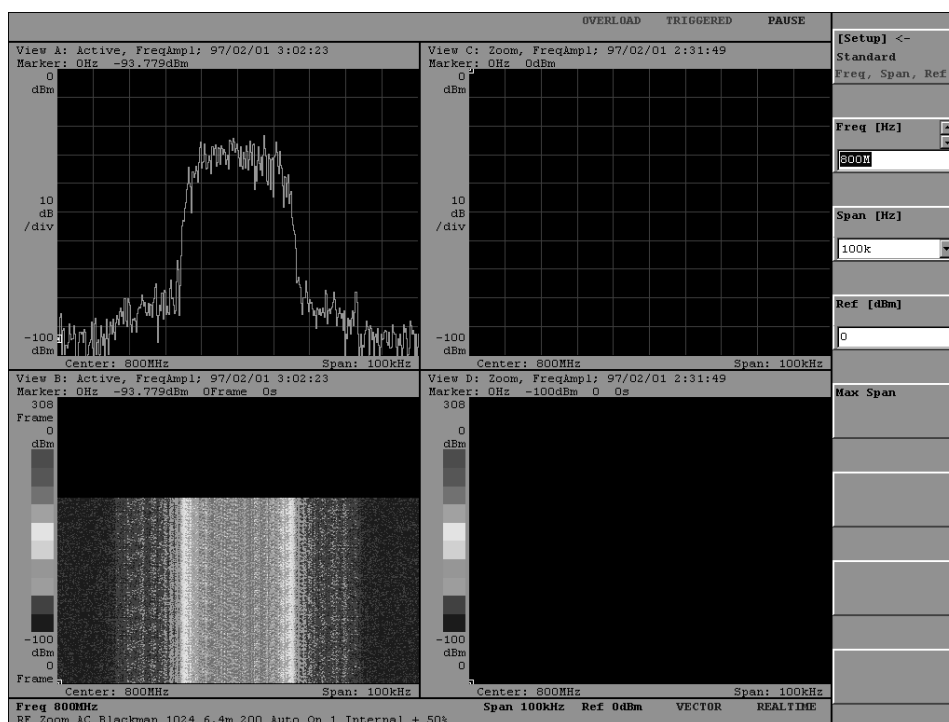 OVERLOAD TRIGGERED PAUSE
View A: Active, FreqAmpl; 97/02/01 3:02:23
Marker: 0Hz -93.779dBm
0
dBm
10
dB
/div
-100
dBm
Center: 800MHz Span: 100kHz
View C: Zoom, FreqAmpl; 97/02/01 2:31:49
Marker: 0Hz 0dBm
0
dBm
10
dB
/div
-100
dBm
Center: 800MHz Span: 100kHz
View B: Active, FreqAmpl; 97/02/01 3:02:23
Marker: 0Hz -93.779dBm 0Frame 0s
308
Frame
0
dBm
-100
dBm
0
Frame
Center: 800MHz Span: 100kHz
View D: Zoom, FreqAmpl; 97/02/01 2:31:49
Marker: 0Hz -100dBm 0 0s
308
0
dBm
-100
dBm
0
Center: 800MHz Span: 100kHz
[Setup] <-
Standard
Freq, Span, Ref
Freq [Hz]
800M
Span [Hz]
100k
Ref [dBm]
0
Max Span
Freq 800MHz Span 100kHz Ref 0dBm VECTOR REALTIME
RF Zoom AC Blackman 1024 6.4m 200 Auto On 1 Internal + 50%